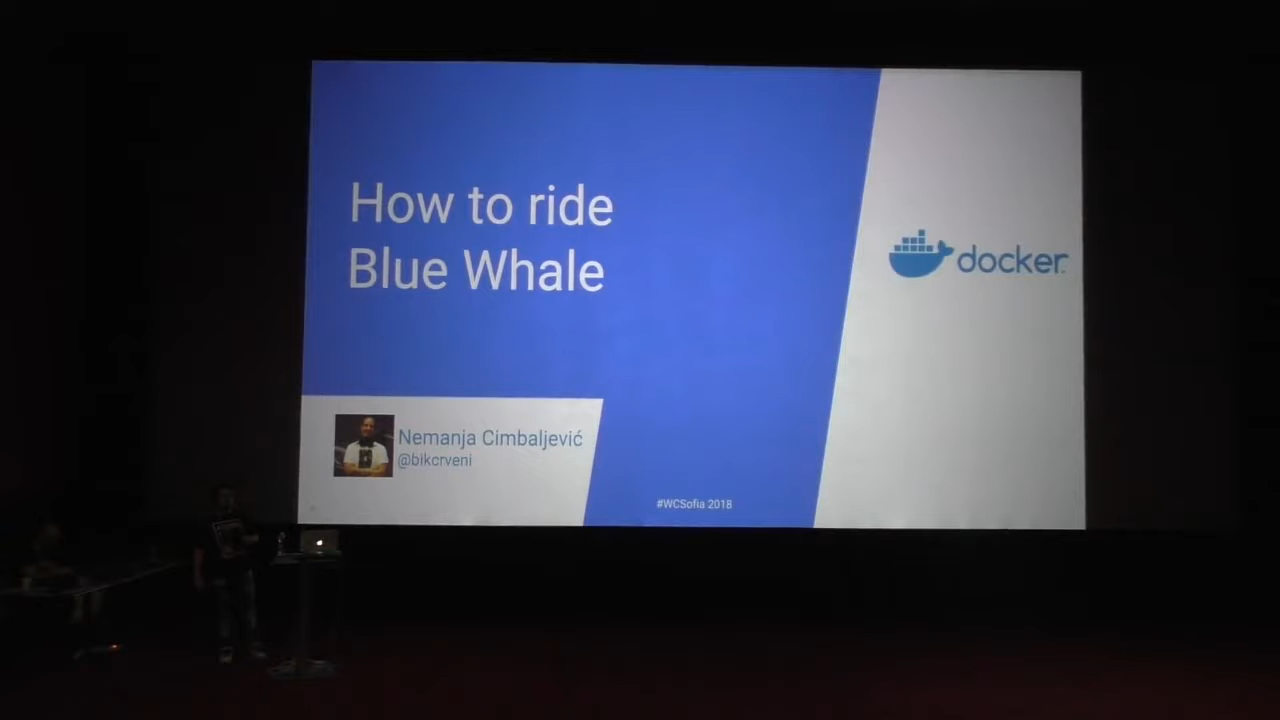 How to ride
Blue Whale
docker
Nemanja Cimbaljević
@bikcrveni
#WCSofia 2018